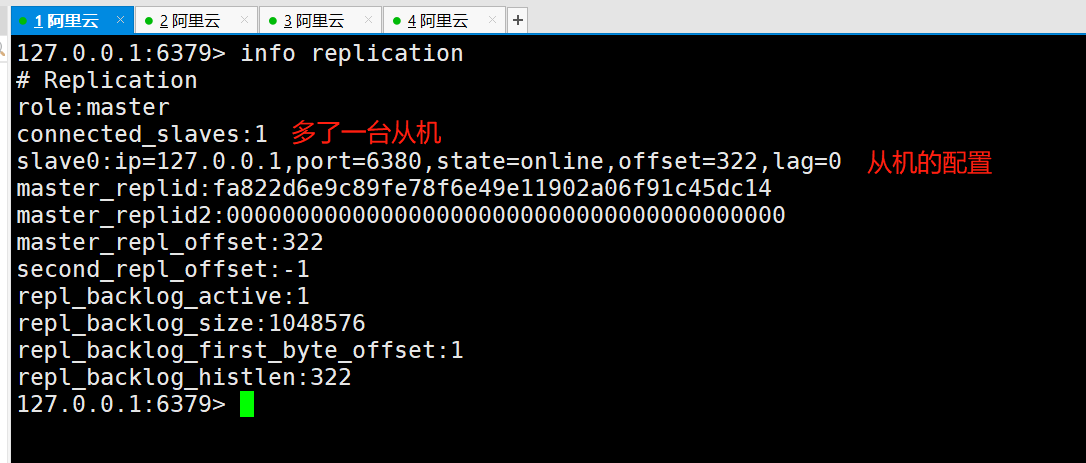 1 阿里云 × 2 阿里云 × 3 阿里云 × 4 阿里云 × +
127.0.0.1:6379> info replication
# Replication
role:master
connected_slaves:1 多了一台从机
slave0:ip=127.0.0.1,port=6380,state=online,offset=322,lag=0 从机的配置
master_replid:fa822d6e9c89fe78f6e49e11902a06f91c45dc14
master_replid2:0000000000000000000000000000000000000000
master_repl_offset:322
second_repl_offset:-1
repl_backlog_active:1
repl_backlog_size:1048576
repl_backlog_first_byte_offset:1
repl_backlog_histlen:322
127.0.0.1:6379>